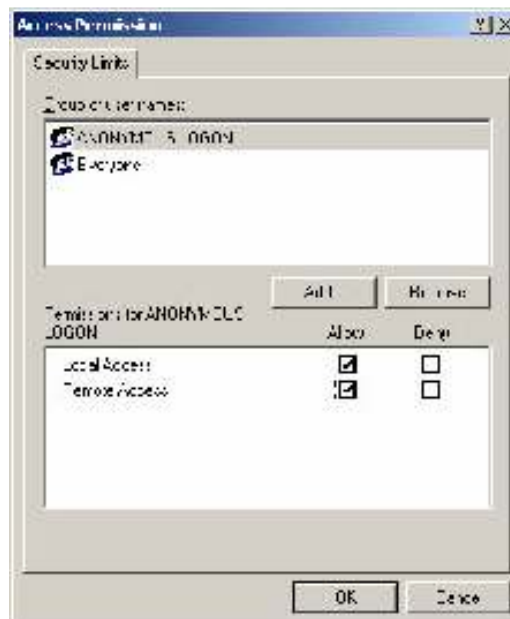 Access Permission
Security Limits
Group or user names:
ANONYMOUS LOGON
Everyone
Add
Remove
Permissions for ANONYMOUS
LOGON
Allow
Deny
Local Access
Remote Access
OK
Cancel